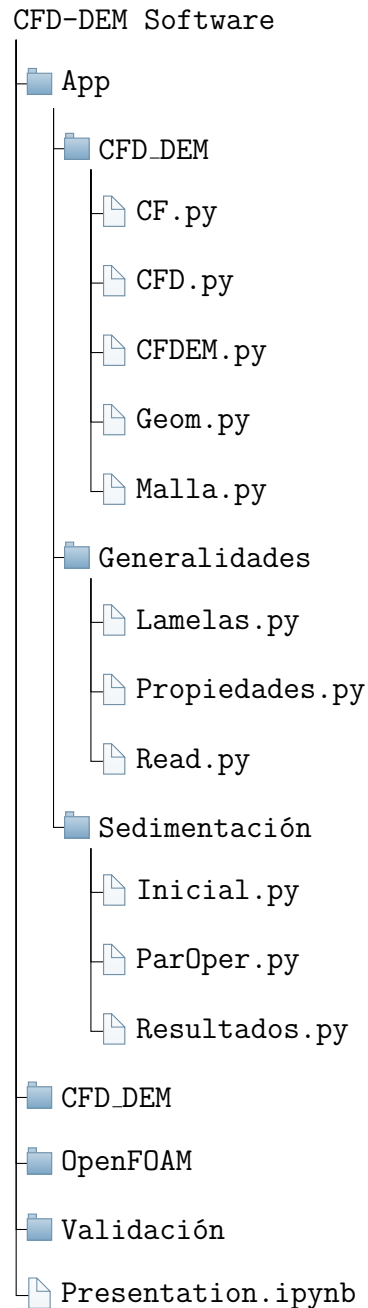 CFD-DEM Software
App
CFD_DEM
CF.py
CFD.py
CFDEM.py
Geom.py
Malla.py
Generalidades
Lamelas.py
Propiedades.py
Read.py
Sedimentación
Inicial.py
ParOper.py
Resultados.py
CFD_DEM
OpenFOAM
Validación
Presentation.ipynb